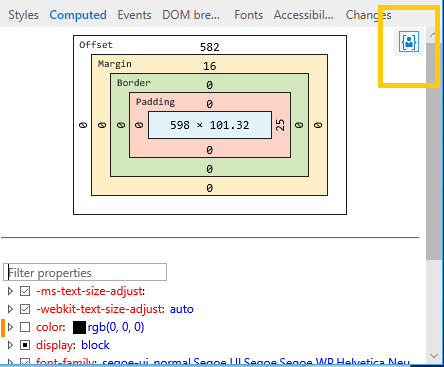 Styles Computed Events DOM bre... Fonts Accessibil... Changes
Offset 582
Margin 16
Border 0
Padding 0
0 0 0 0 598 × 101.32 25 0 0 0
0
0
0
Filter properties
-ms-text-size-adjust:
-webkit-text-size-adjust: auto
color: rgb(0, 0, 0)
display: block
font-family: segoe-ui_normal,Segoe UI,Segoe,Segoe WP,Helvetica Neu